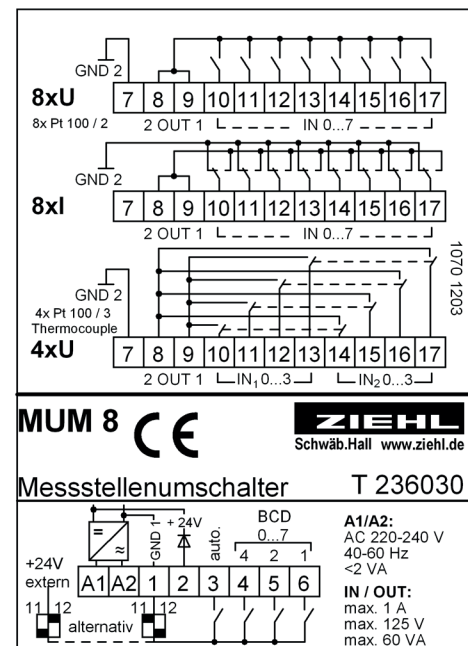 GND 2
8xU
7 8 9 10 11 12 13 14 15 16 17
8x Pt 100 / 2
2 OUT 1 IN 0...7
GND 2
8xI
7 8 9 10 11 12 13 14 15 16 17
2 OUT 1 IN 0...7
1070 1203
GND 2
4x Pt 100 / 3
Thermocouple
4xU
7 8 9 10 11 12 13 14 15 16 17
2 OUT 1 IN₁ 0...3 IN₂ 0...3
MUM 8 CE
ZIEHL
Schwäb.Hall www.ziehl.de
Messstellenumschalter T 236030
= ≈
GND 1
+ 24V
auto.
BCD
0...7
4 2 1
+24V
extern
A1 A2 1 2 3 4 5 6
11 12 alternativ 11 12
A1/A2:
AC 220-240 V
40-60 Hz
<2 VA
IN / OUT:
max. 1 A
max. 125 V
max. 60 VA